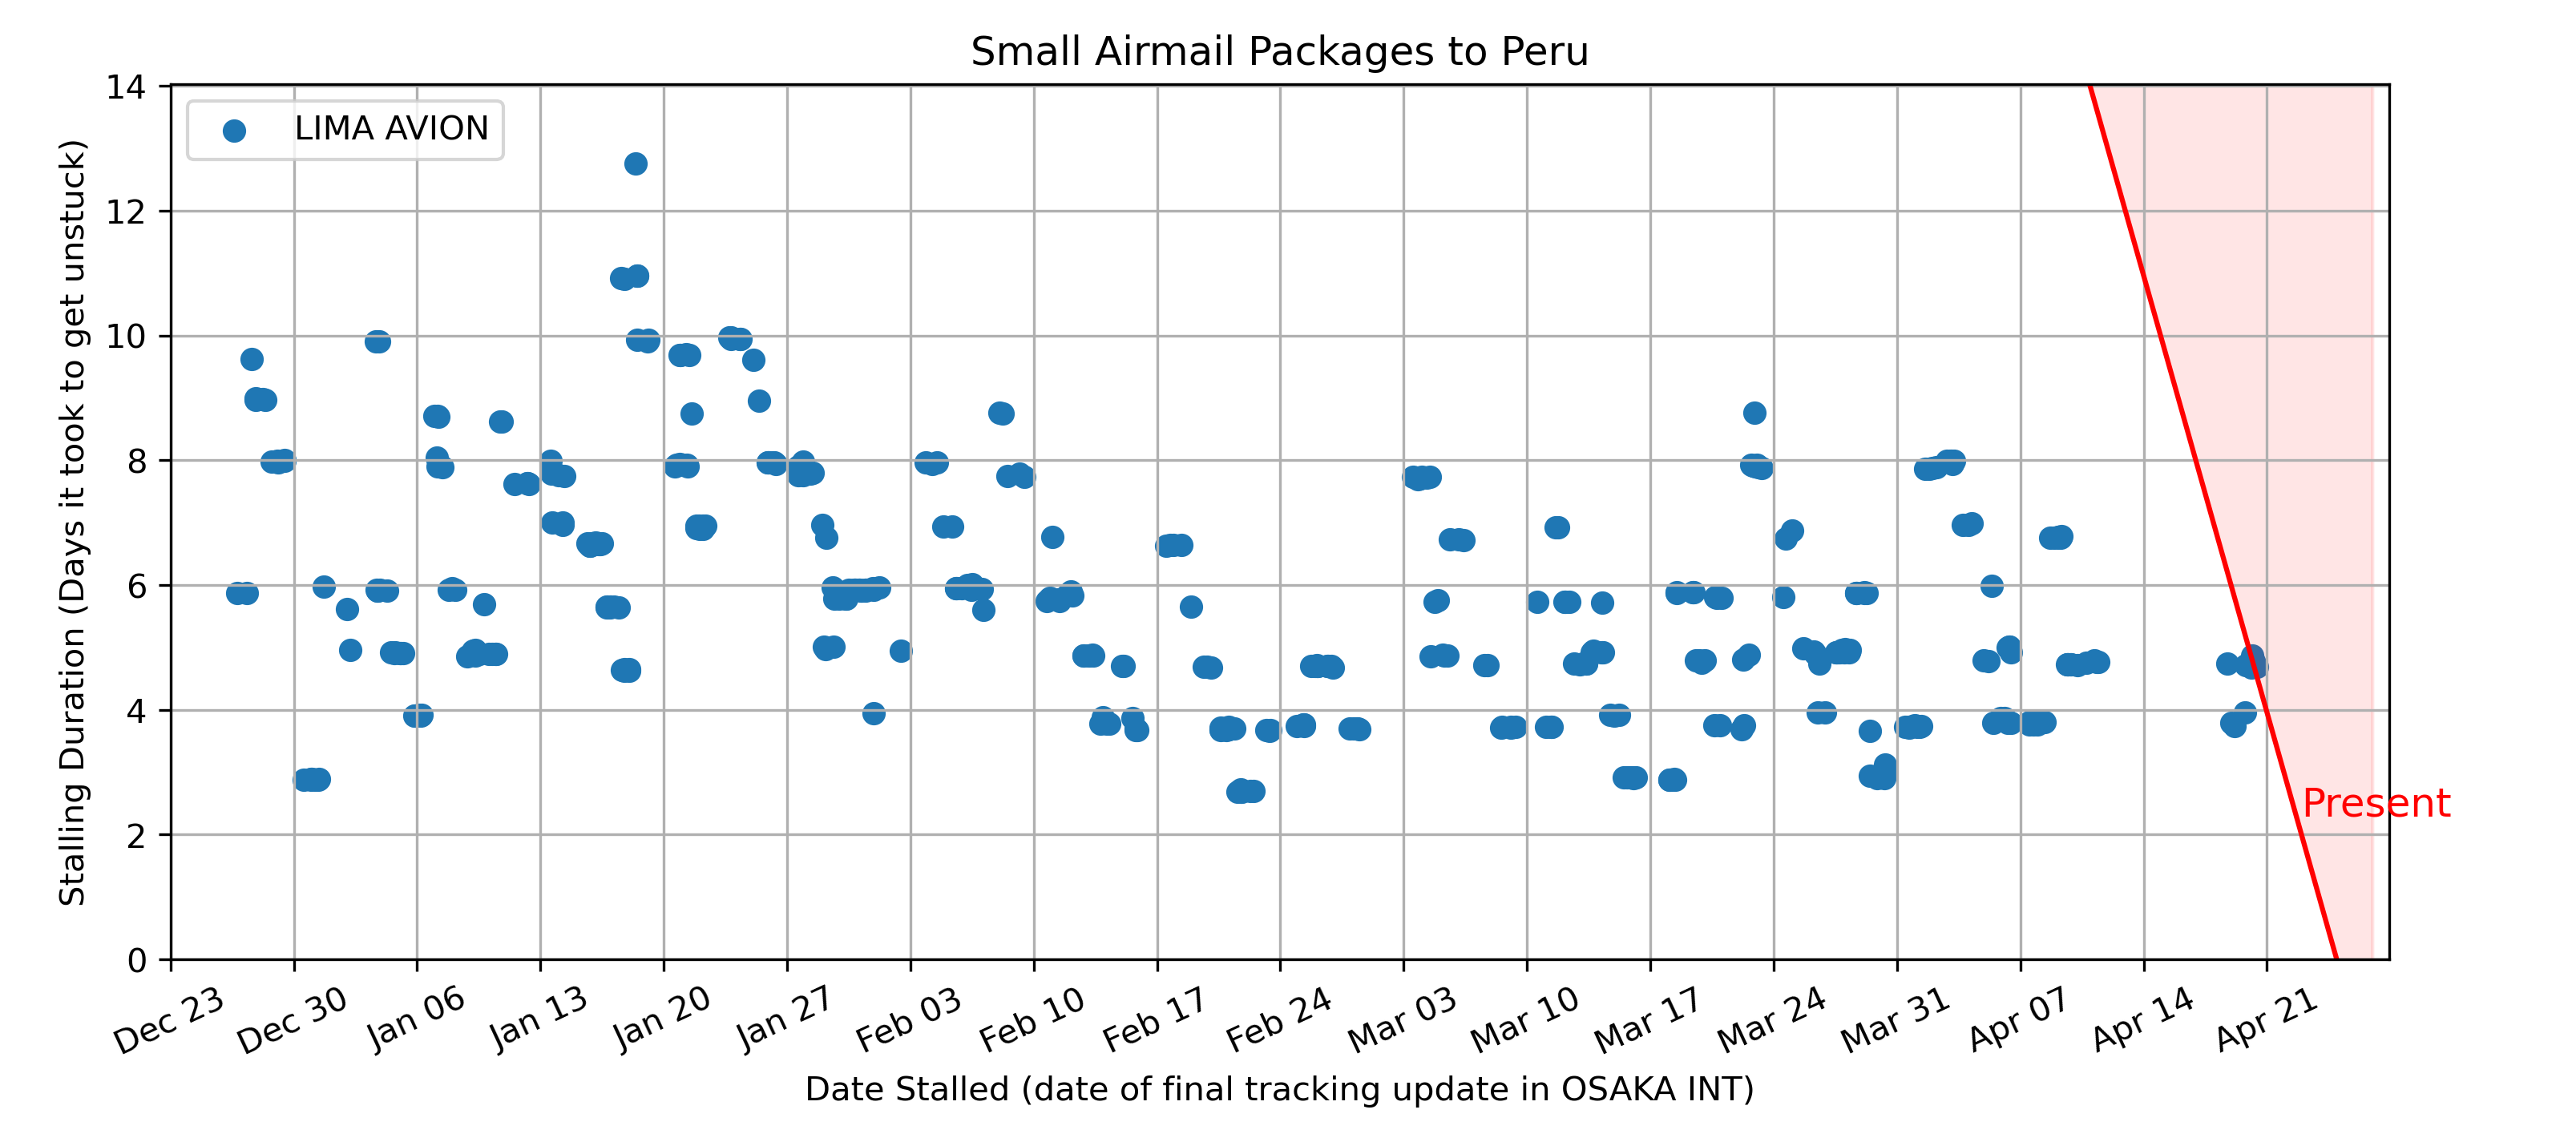 Small Airmail Packages to Peru
LIMA AVION
Stalling Duration (Days it took to get unstuck)
14
12
10
8
6
4
2
0
Present
Dec 23
Dec 30
Jan 06
Jan 13
Jan 20
Jan 27
Feb 03
Feb 10
Feb 17
Feb 24
Mar 03
Mar 10
Mar 17
Mar 24
Mar 31
Apr 07
Apr 14
Apr 21
Date Stalled (date of final tracking update in OSAKA INT)